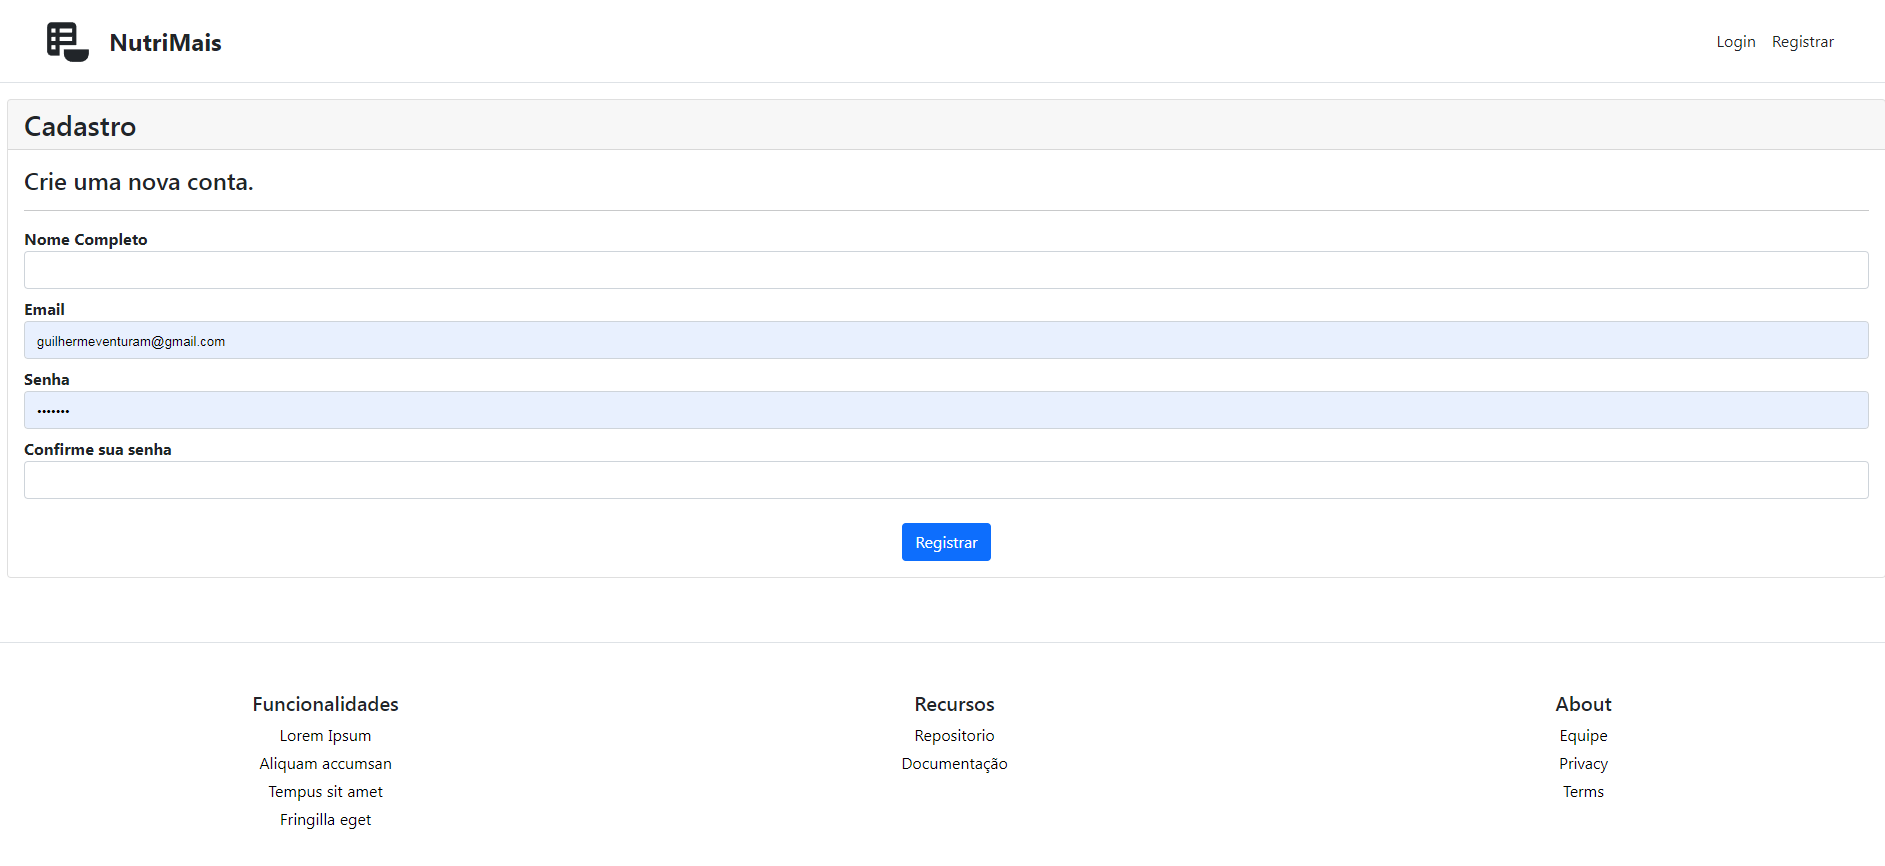 NutriMais
Login Registrar
Cadastro
Crie uma nova conta.
Nome Completo
Email
guilhermeventuram@gmail.com
Senha
•••••••
Confirme sua senha
Registrar
Funcionalidades
Lorem Ipsum
Aliquam accumsan
Tempus sit amet
Fringilla eget
Recursos
Repositorio
Documentação
About
Equipe
Privacy
Terms